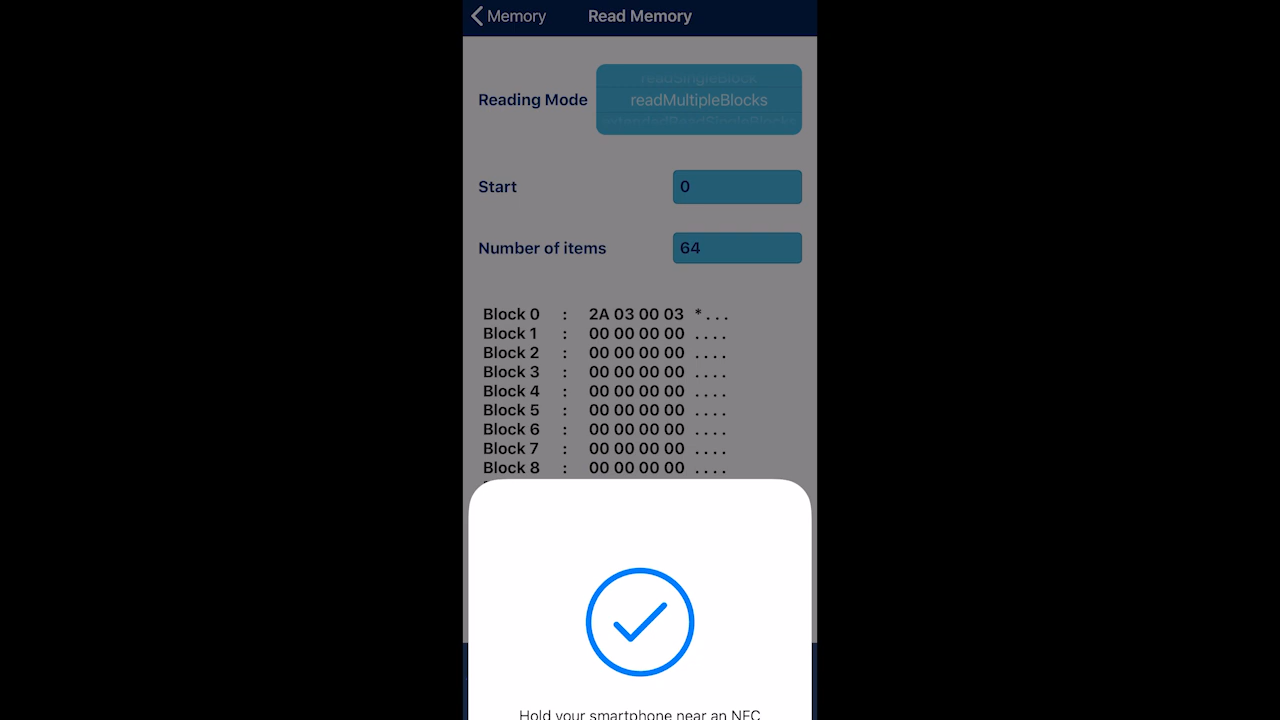 Memory
Read Memory
readSingleBlock
Reading Mode
readMultipleBlocks
extendedReadSingleBlocks
Start
0
Number of items
64
Block 0 : 2A 03 00 03 *...
Block 1 : 00 00 00 00 ....
Block 2 : 00 00 00 00 ....
Block 3 : 00 00 00 00 ....
Block 4 : 00 00 00 00 ....
Block 5 : 00 00 00 00 ....
Block 6 : 00 00 00 00 ....
Block 7 : 00 00 00 00 ....
Block 8 : 00 00 00 00 ....
Hold your smartphone near an NFC